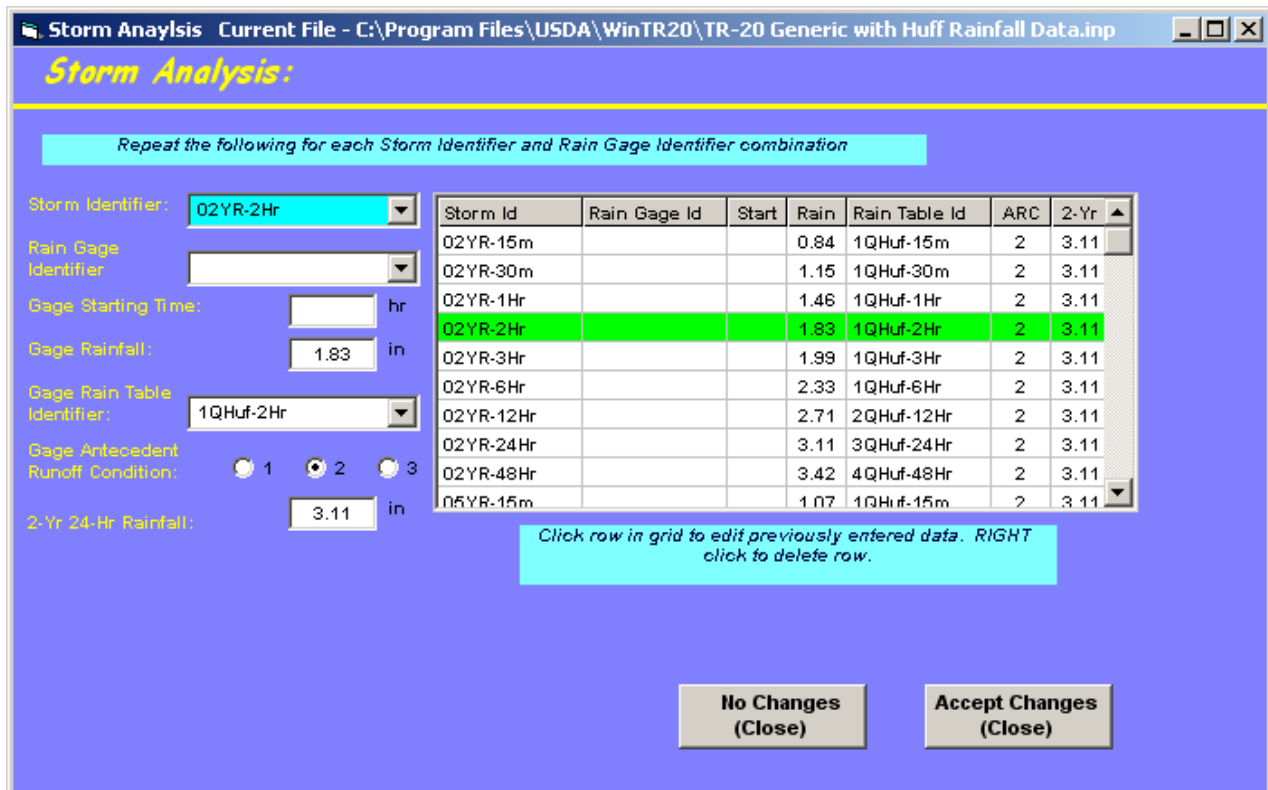 Storm Anaylsis Current File - C:\Program Files\USDA\WinTR20\TR-20 Generic with Huff Rainfall Data.inp
Storm Analysis:
Repeat the following for each Storm Identifier and Rain Gage Identifier combination
Storm Identifier: 02YR-2Hr
Rain Gage
Identifier
Gage Starting Time: hr
Gage Rainfall: 1.83 in
Gage Rain Table
Identifier: 1QHuf-2Hr
Gage Antecedent
Runoff Condition: 1 2 3
2-Yr 24-Hr Rainfall: 3.11 in
Storm Id Rain Gage Id Start Rain Rain Table Id ARC 2-Yr
02YR-15m 0.84 1QHuf-15m 2 3.11
02YR-30m 1.15 1QHuf-30m 2 3.11
02YR-1Hr 1.46 1QHuf-1Hr 2 3.11
02YR-2Hr 1.83 1QHuf-2Hr 2 3.11
02YR-3Hr 1.99 1QHuf-3Hr 2 3.11
02YR-6Hr 2.33 1QHuf-6Hr 2 3.11
02YR-12Hr 2.71 2QHuf-12Hr 2 3.11
02YR-24Hr 3.11 3QHuf-24Hr 2 3.11
02YR-48Hr 3.42 4QHuf-48Hr 2 3.11
05YR-15m 1.07 1QHuf-15m 2 3.11
Click row in grid to edit previously entered data. RIGHT
click to delete row.
No Changes
(Close)
Accept Changes
(Close)